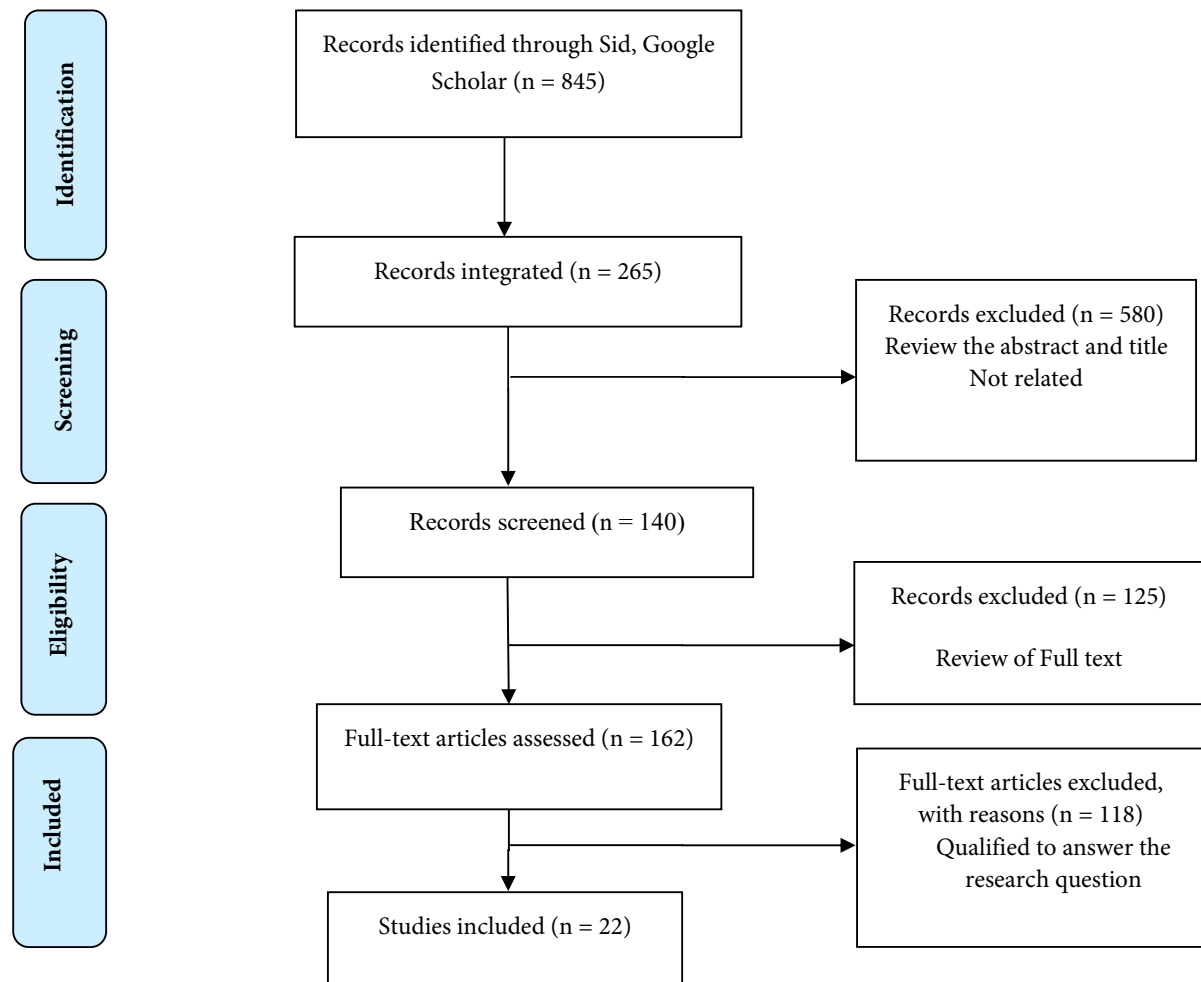 Identification
Records identified through Sid, Google
Scholar (n = 845)
Records integrated (n = 265)
Screening
Records excluded (n = 580)
Review the abstract and title
Not related
Records screened (n = 140)
Eligibility
Records excluded (n = 125)
Review of Full text
Full-text articles assessed (n = 162)
Included
Full-text articles excluded,
with reasons (n = 118)
Qualified to answer the
research question
Studies included (n = 22)